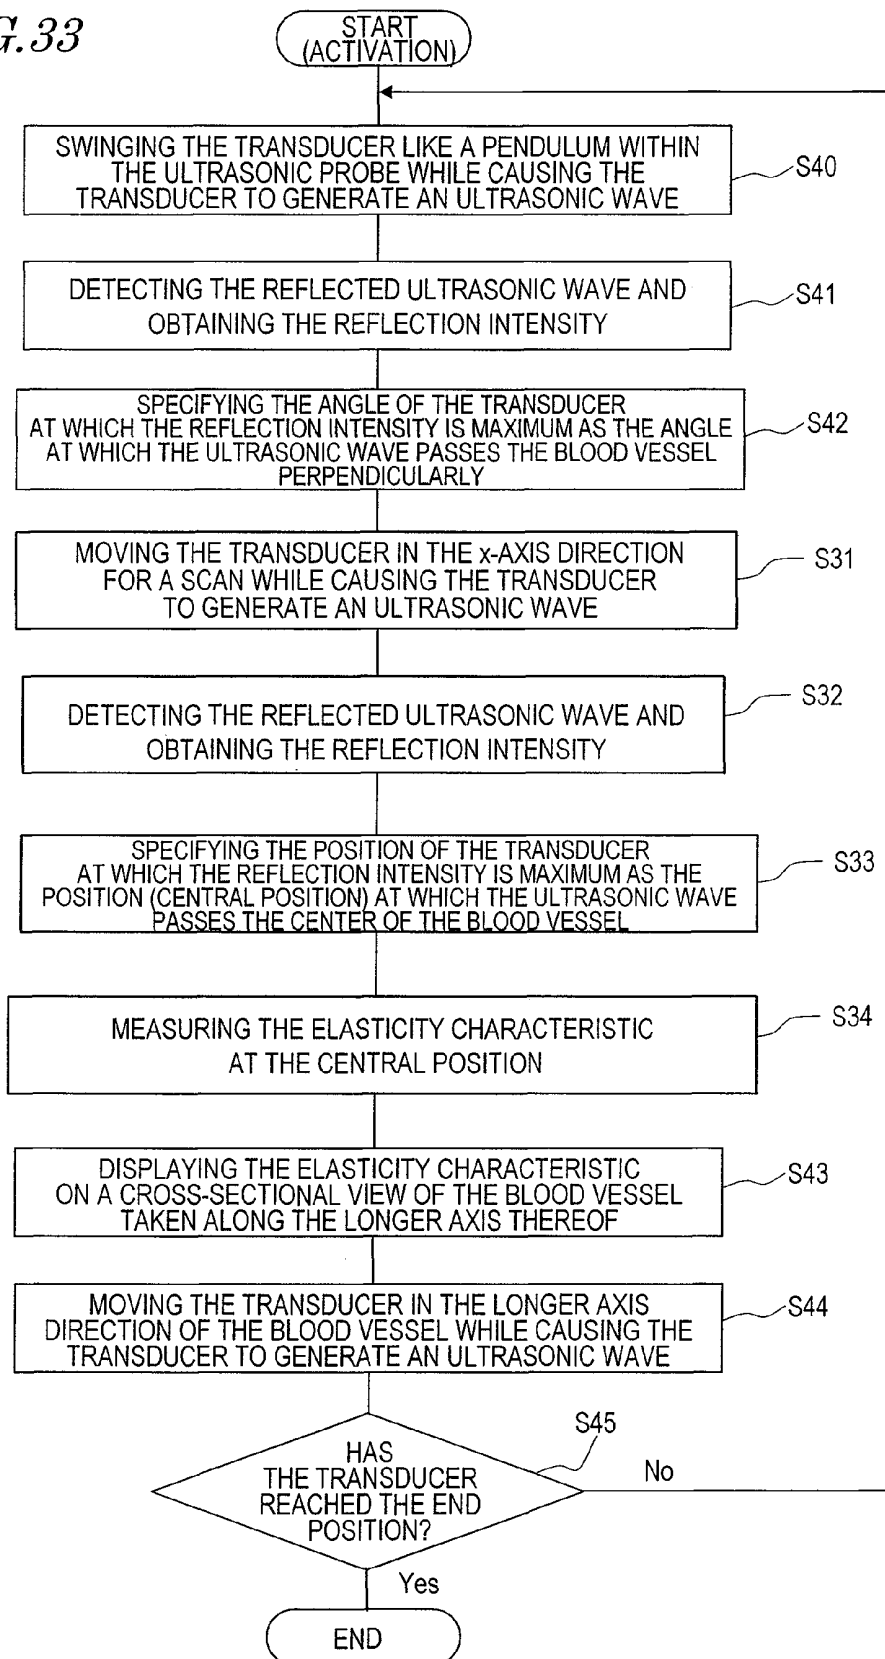 G.33
START
(ACTIVATION)
SWINGING THE TRANSDUCER LIKE A PENDULUM WITHIN
THE ULTRASONIC PROBE WHILE CAUSING THE
TRANSDUCER TO GENERATE AN ULTRASONIC WAVE
S40
DETECTING THE REFLECTED ULTRASONIC WAVE AND
OBTAINING THE REFLECTION INTENSITY
S41
SPECIFYING THE ANGLE OF THE TRANSDUCER
AT WHICH THE REFLECTION INTENSITY IS MAXIMUM AS THE ANGLE
AT WHICH THE ULTRASONIC WAVE PASSES THE BLOOD VESSEL
PERPENDICULARLY
S42
MOVING THE TRANSDUCER IN THE x-AXIS DIRECTION
FOR A SCAN WHILE CAUSING THE TRANSDUCER
TO GENERATE AN ULTRASONIC WAVE
S31
DETECTING THE REFLECTED ULTRASONIC WAVE AND
OBTAINING THE REFLECTION INTENSITY
S32
SPECIFYING THE POSITION OF THE TRANSDUCER
AT WHICH THE REFLECTION INTENSITY IS MAXIMUM AS THE
POSITION (CENTRAL POSITION) AT WHICH THE ULTRASONIC WAVE
PASSES THE CENTER OF THE BLOOD VESSEL
S33
MEASURING THE ELASTICITY CHARACTERISTIC
AT THE CENTRAL POSITION
S34
DISPLAYING THE ELASTICITY CHARACTERISTIC
ON A CROSS-SECTIONAL VIEW OF THE BLOOD VESSEL
TAKEN ALONG THE LONGER AXIS THEREOF
S43
MOVING THE TRANSDUCER IN THE LONGER AXIS
DIRECTION OF THE BLOOD VESSEL WHILE CAUSING THE
TRANSDUCER TO GENERATE AN ULTRASONIC WAVE
S44
HAS
THE TRANSDUCER
REACHED THE END
POSITION?
S45
No
Yes
END